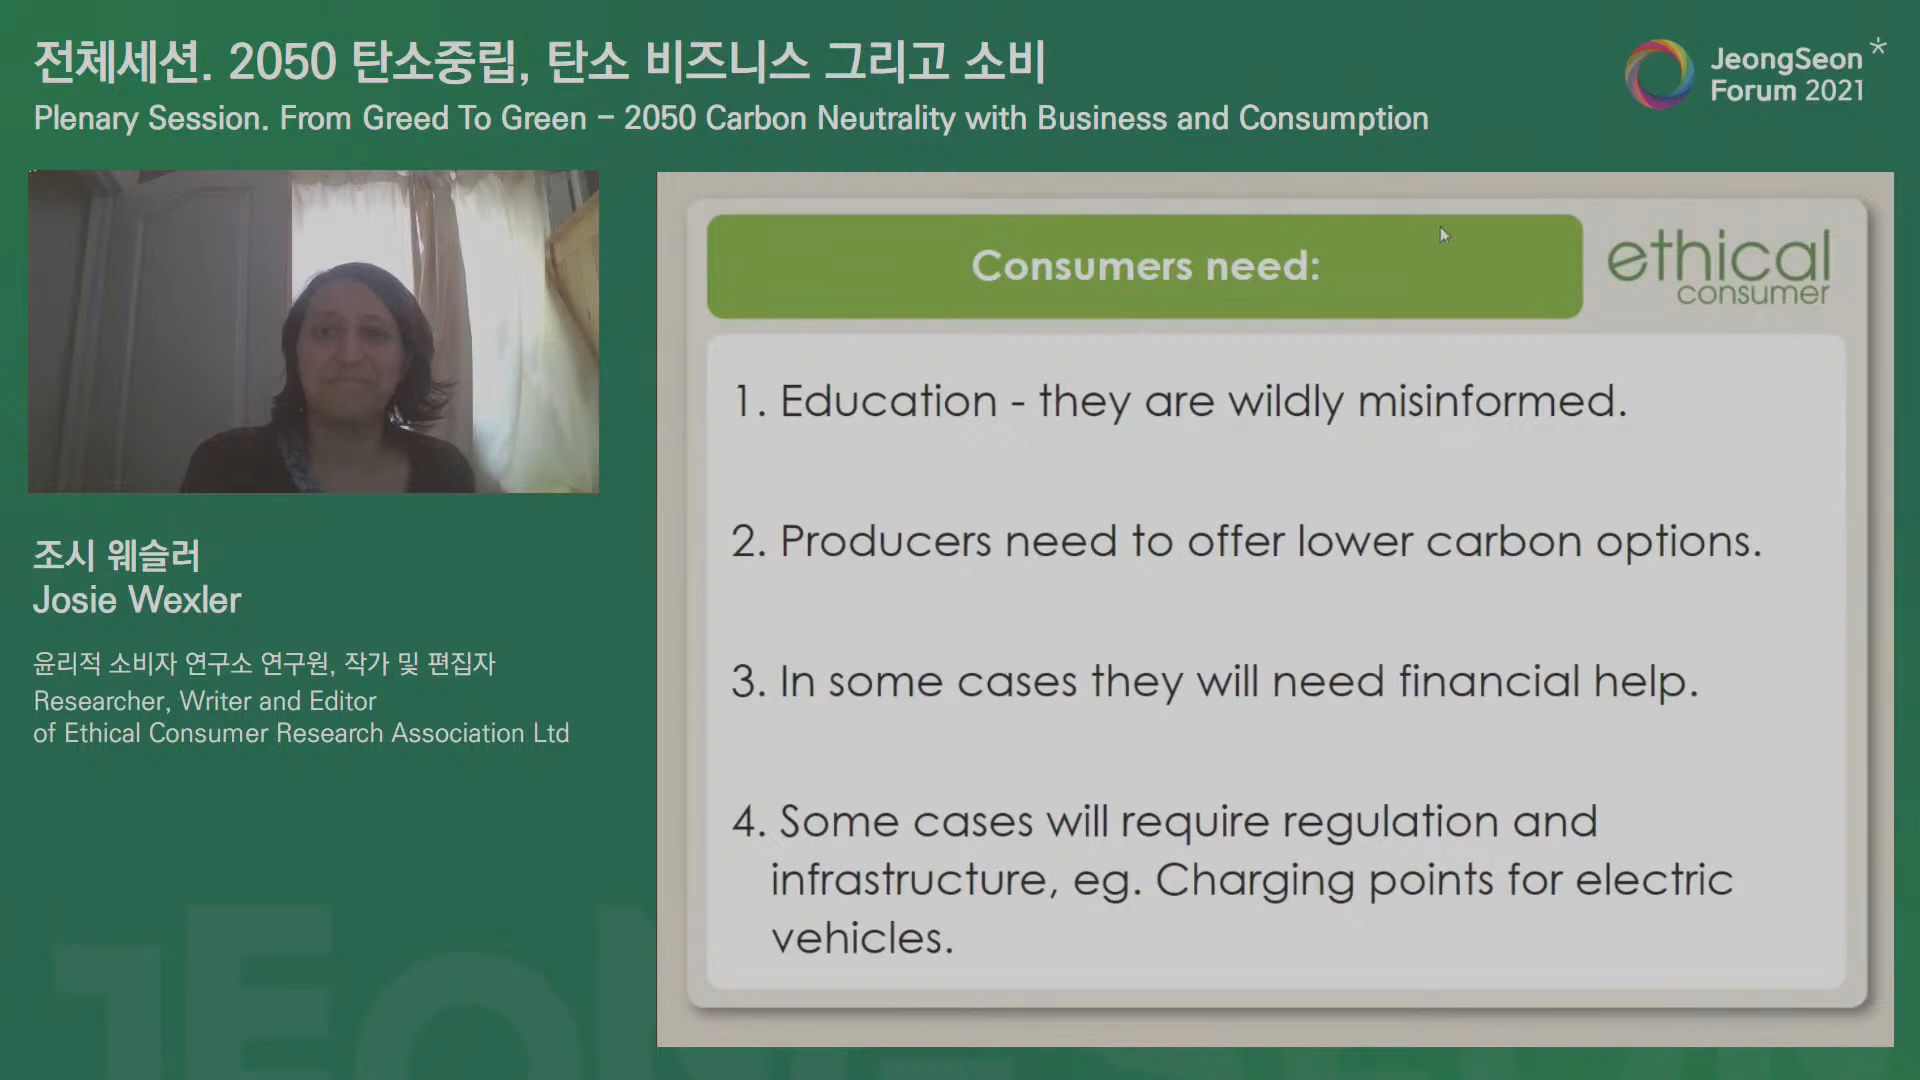 전체세션. 2050 탄소중립, 탄소 비즈니스 그리고 소비
Plenary Session. From Greed To Green – 2050 Carbon Neutrality with Business and Consumption
JeongSeon
Forum 2021
조시 웨슬러
Josie Wexler
윤리적 소비자 연구소 연구원, 작가 및 편집자
Researcher, Writer and Editor
of Ethical Consumer Research Association Ltd
Consumers need:
ethical
consumer
1. Education - they are wildly misinformed.
2. Producers need to offer lower carbon options.
3. In some cases they will need financial help.
4. Some cases will require regulation and
infrastructure, eg. Charging points for electric
vehicles.